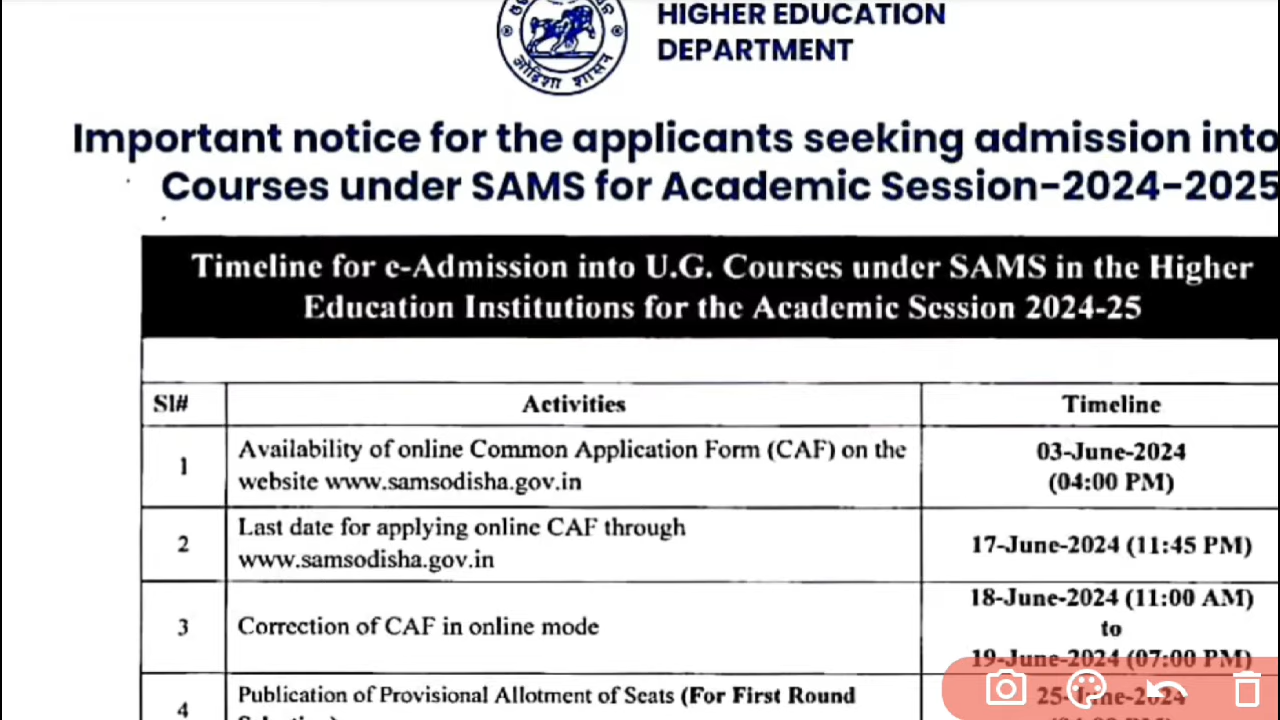 HIGHER EDUCATION
DEPARTMENT
ओड़िशा शासन
Important notice for the applicants seeking admission into
Courses under SAMS for Academic Session-2024-2025
Timeline for e-Admission into U.G. Courses under SAMS in the Higher
Education Institutions for the Academic Session 2024-25
Sl# Activities Timeline
1 Availability of online Common Application Form (CAF) on the
website www.samsodisha.gov.in
03-June-2024
(04:00 PM)
2 Last date for applying online CAF through
www.samsodisha.gov.in
17-June-2024 (11:45 PM)
3 Correction of CAF in online mode
18-June-2024 (11:00 AM)
to
19-June-2024 (07:00 PM)
4 Publication of Provisional Allotment of Seats (For First Round
25-June-2024